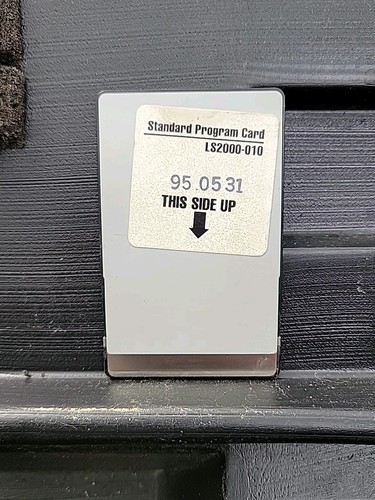 Standard Program Card
LS2000-010
95.0531
THIS SIDE UP